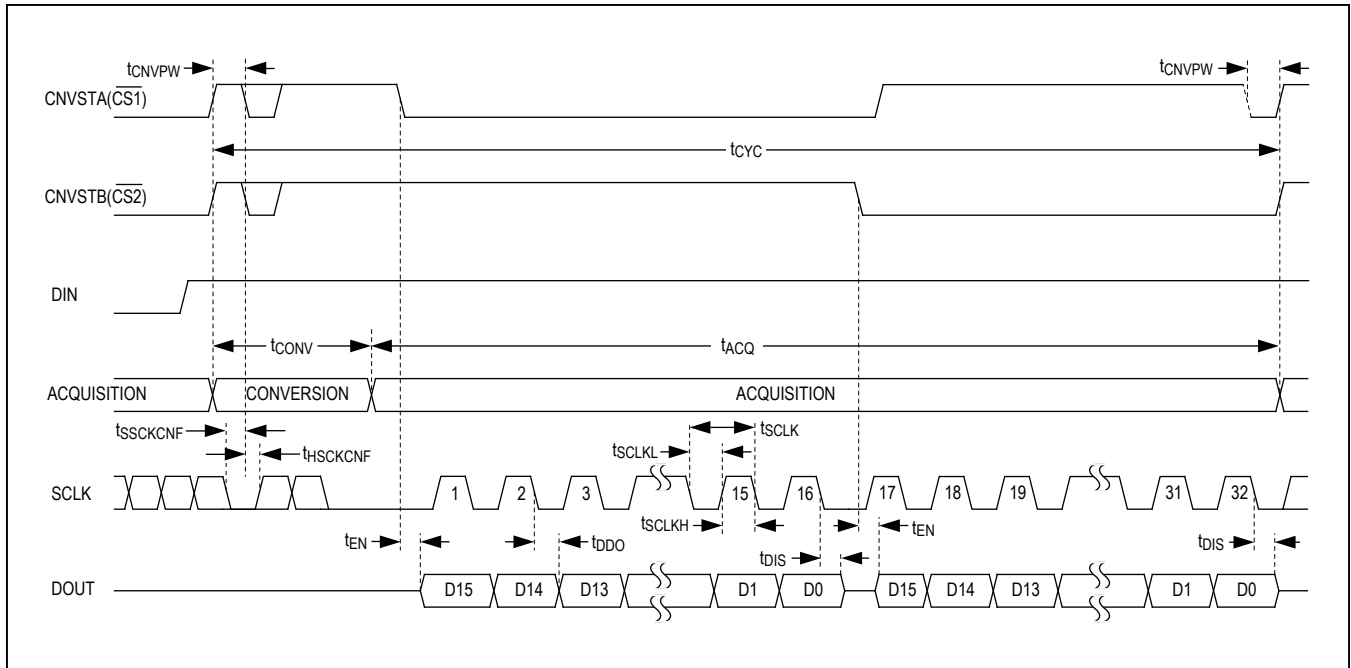 tCNVPW tCNVPW
CNVSTA(CS1)
tCYC
CNVSTB(CS2)
DIN
tCONV tACQ
ACQUISITION CONVERSION ACQUISITION
tSSCKCNF tHSCKCNF tSCLKL tSCLK
SCLK 1 2 3 15 16 17 18 19 31 32
tEN tDDO tSCLKH tDIS tEN tDIS
DOUT D15 D14 D13 D1 D0 D15 D14 D13 D1 D0